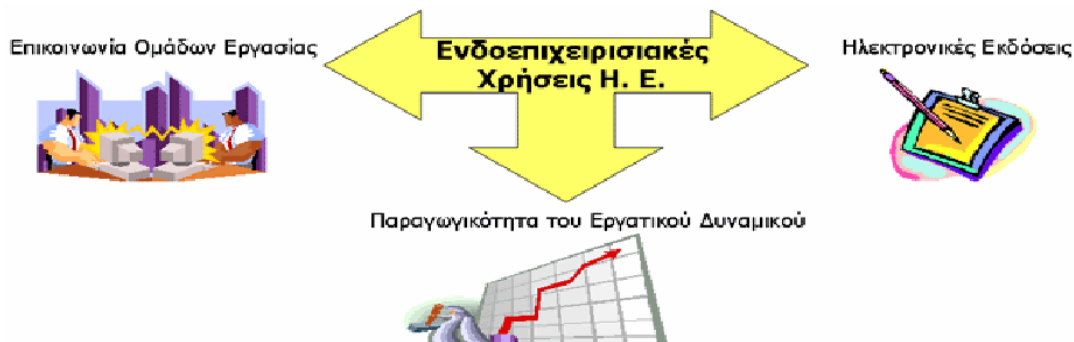 Επικοινωνία Ομάδων Εργασίας
Ενδοεπιχειρισιακές
Χρήσεις Η. Ε.
Ηλεκτρονικές Εκδόσεις
Παραγωγικότητα του Εργατικού Δυναμικού